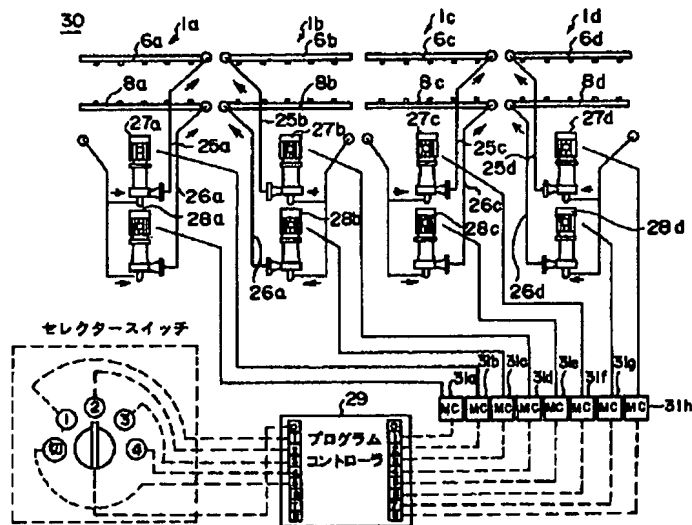 30
1a 1b 1c 1d
6a 6b 6c 6d
8a 8b 8c 8d
27a 27b 27c 27d
25a 25b 25c 25d
26a 26c
28a 28b 28c 28d
26a 26d
セレクタースイッチ
31a 31b 31c 31d 31e 31f 31g
MC MC MC MC MC MC MC MC 31h
29
プログラム
コントローラ
切 1 2 3 4